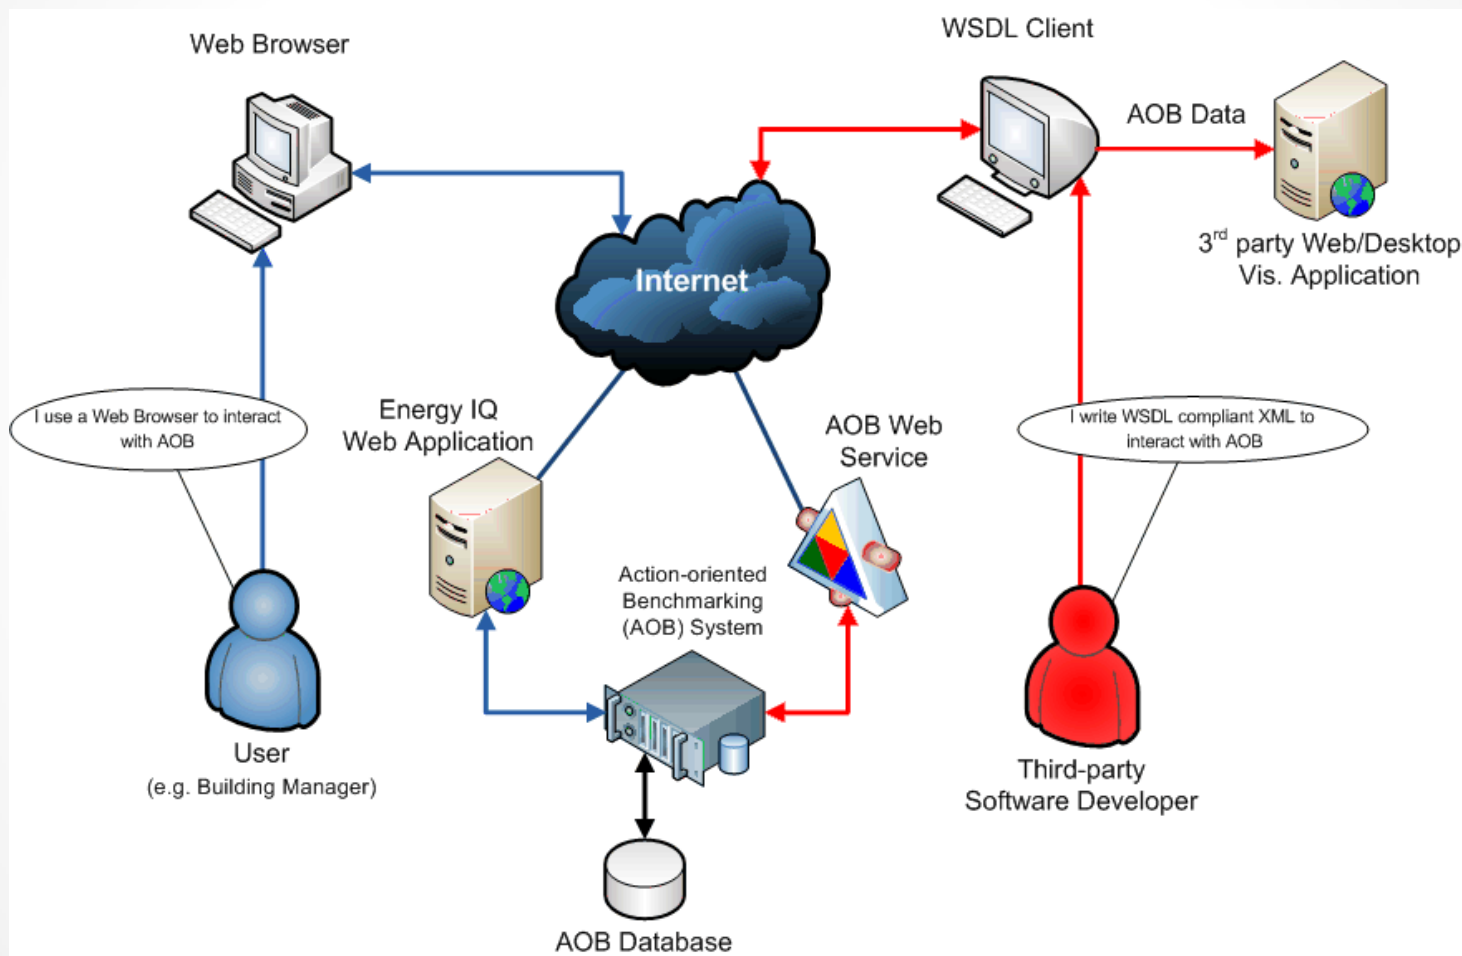 Web Browser
WSDL Client
AOB Data
3rd party Web/Desktop
Vis. Application
Internet
I use a Web Browser to interact
with AOB
Energy IQ
Web Application
AOB Web
Service
I write WSDL compliant XML to
interact with AOB
Action-oriented
Benchmarking
(AOB) System
User
(e.g. Building Manager)
Third-party
Software Developer
AOB Database